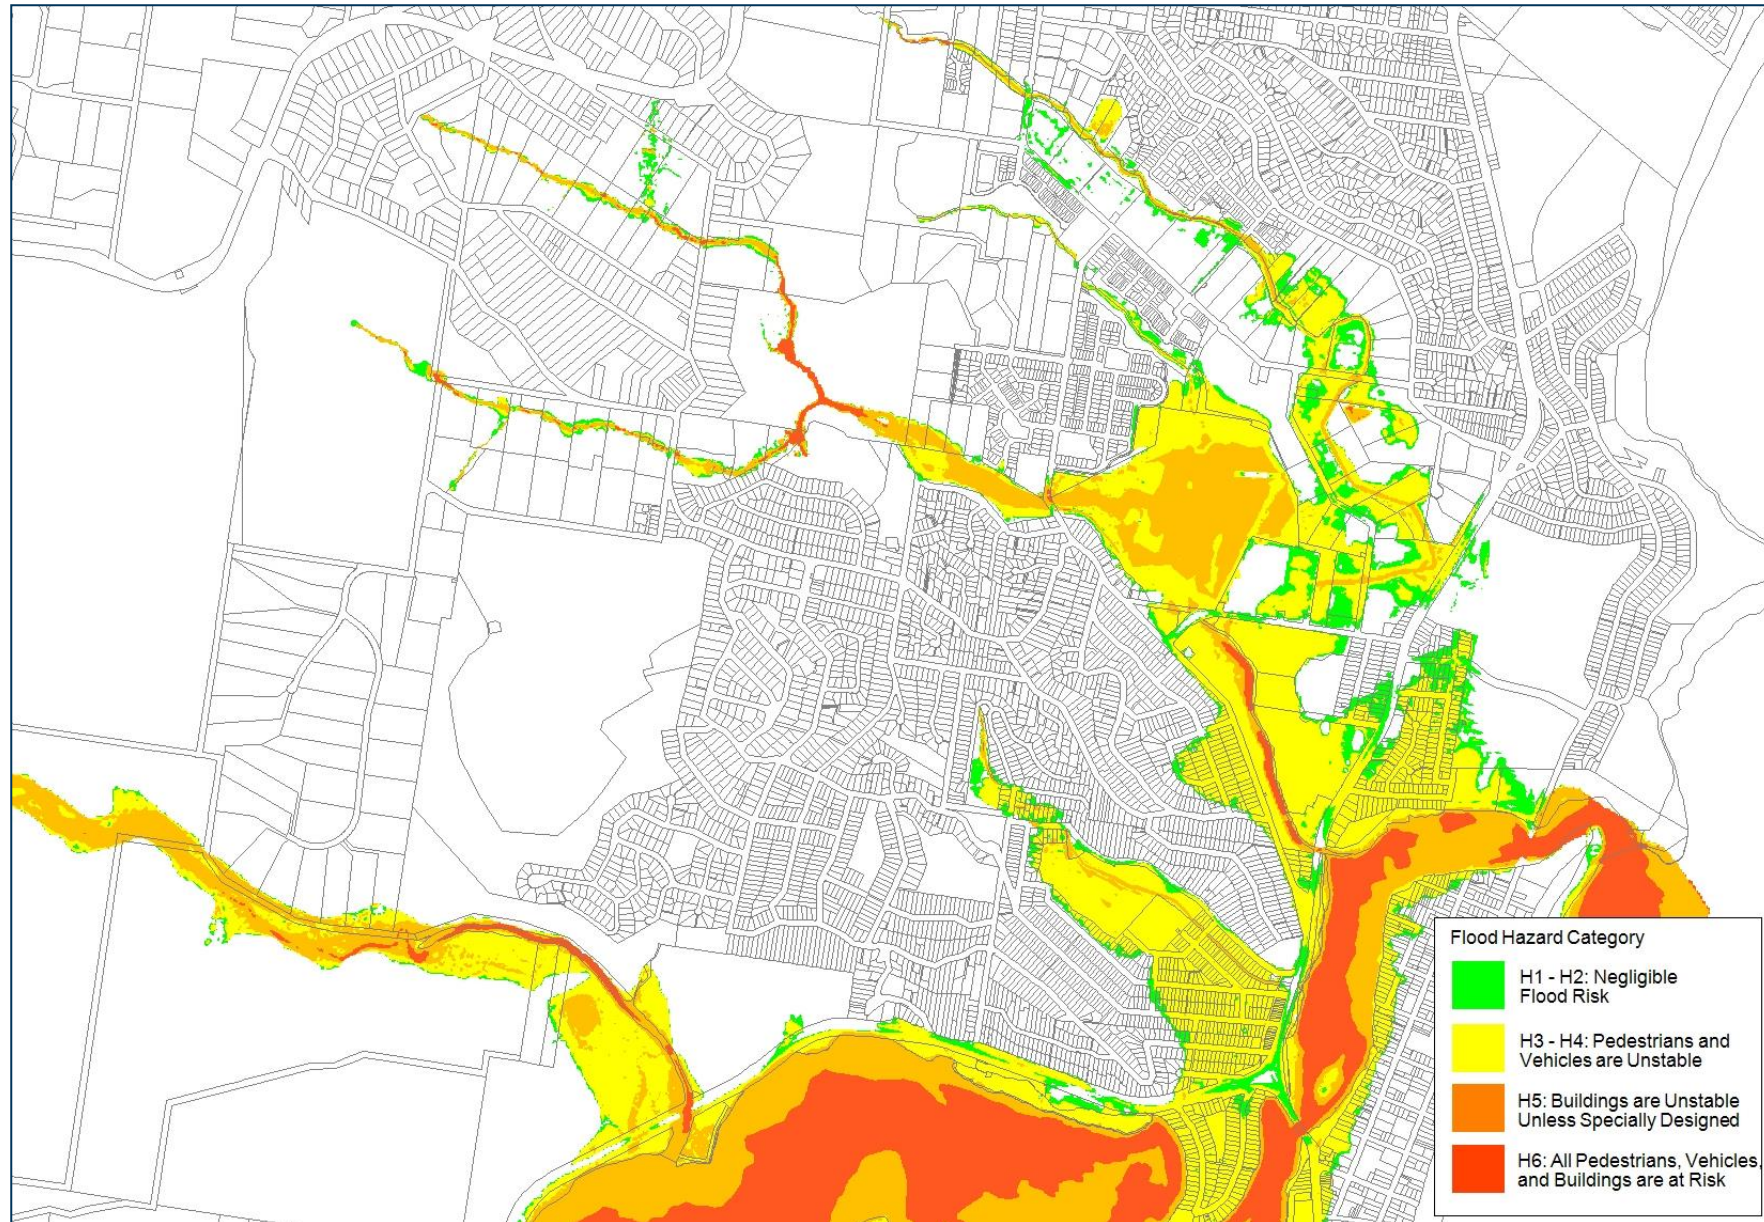 Flood Hazard Category
H1 - H2: Negligible
Flood Risk
H3 - H4: Pedestrians and
Vehicles are Unstable
H5: Buildings are Unstable
Unless Specially Designed
H6: All Pedestrians, Vehicles,
and Buildings are at Risk